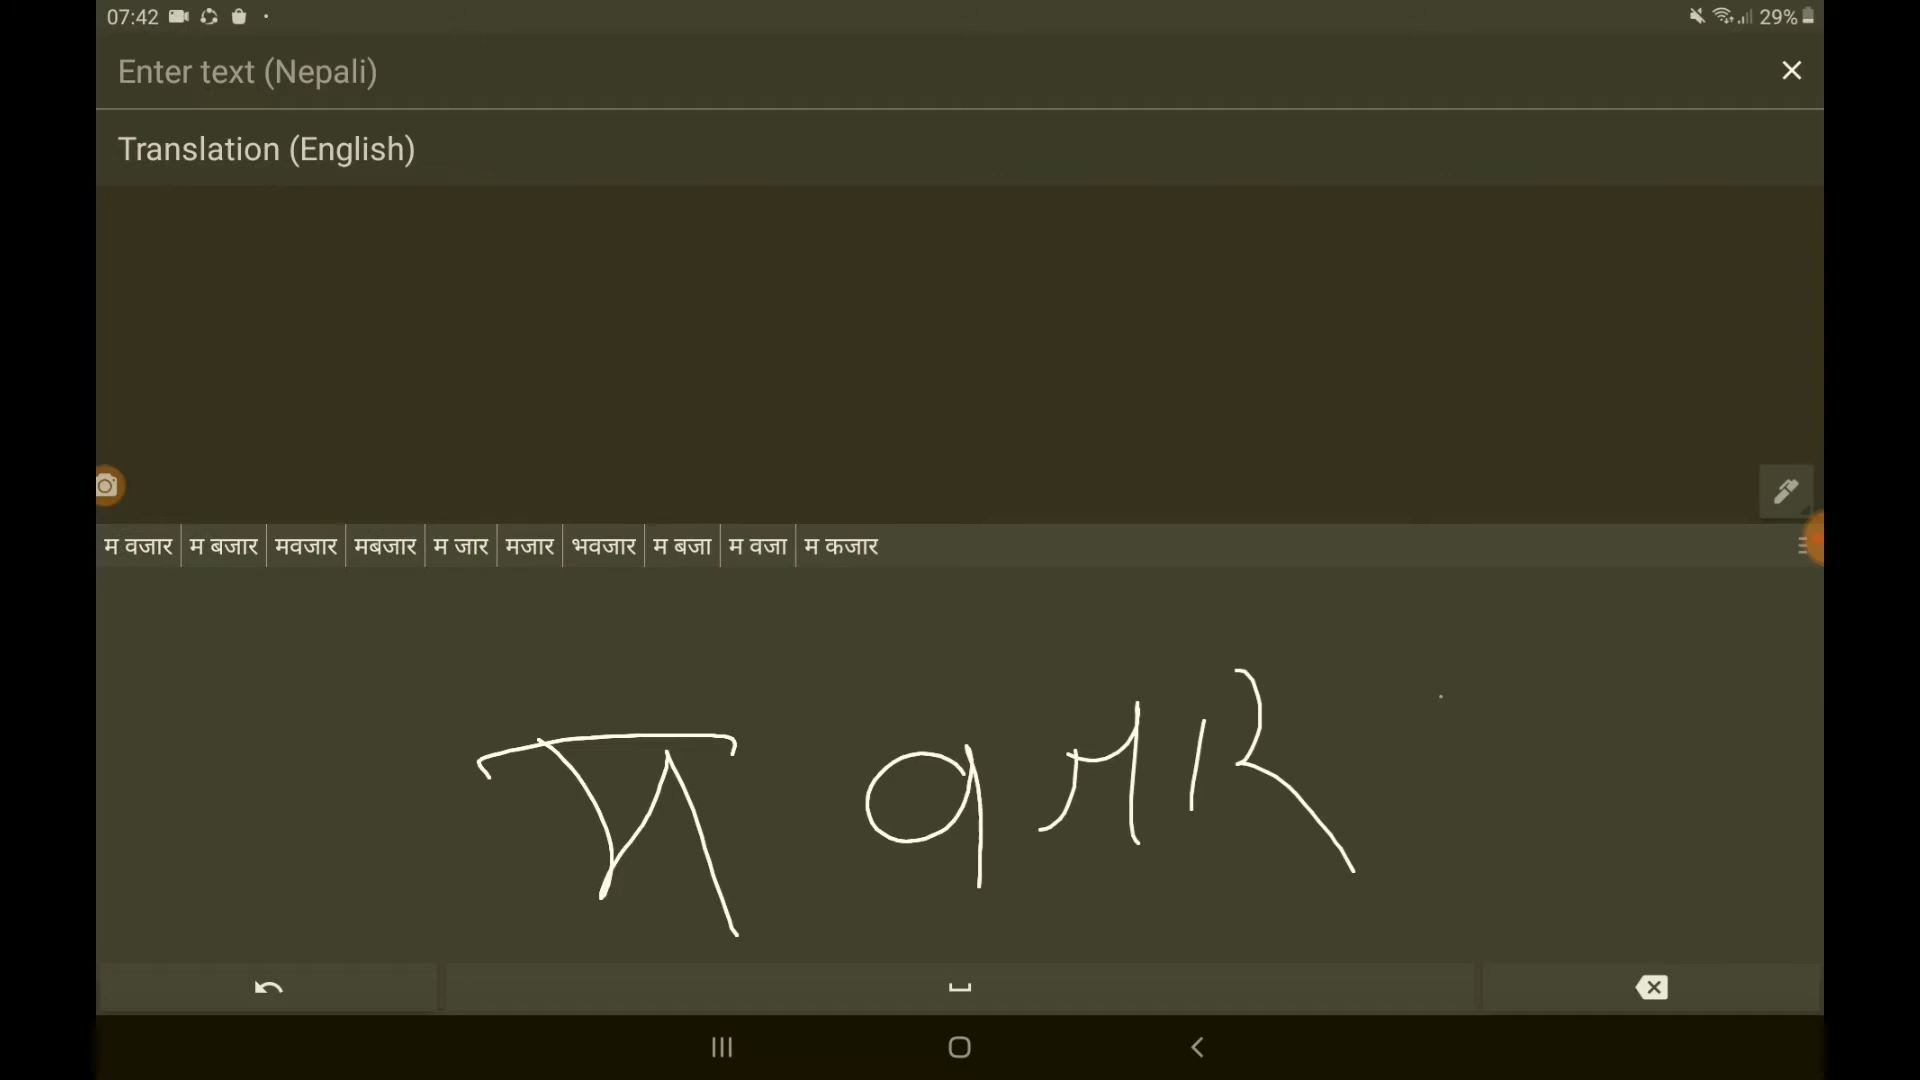 07:42 29%
Enter text (Nepali)
Translation (English)
म वजार म बजार मवजार मबजार म जार मजार भवजार म बजा म वजा म कजार
म वजार